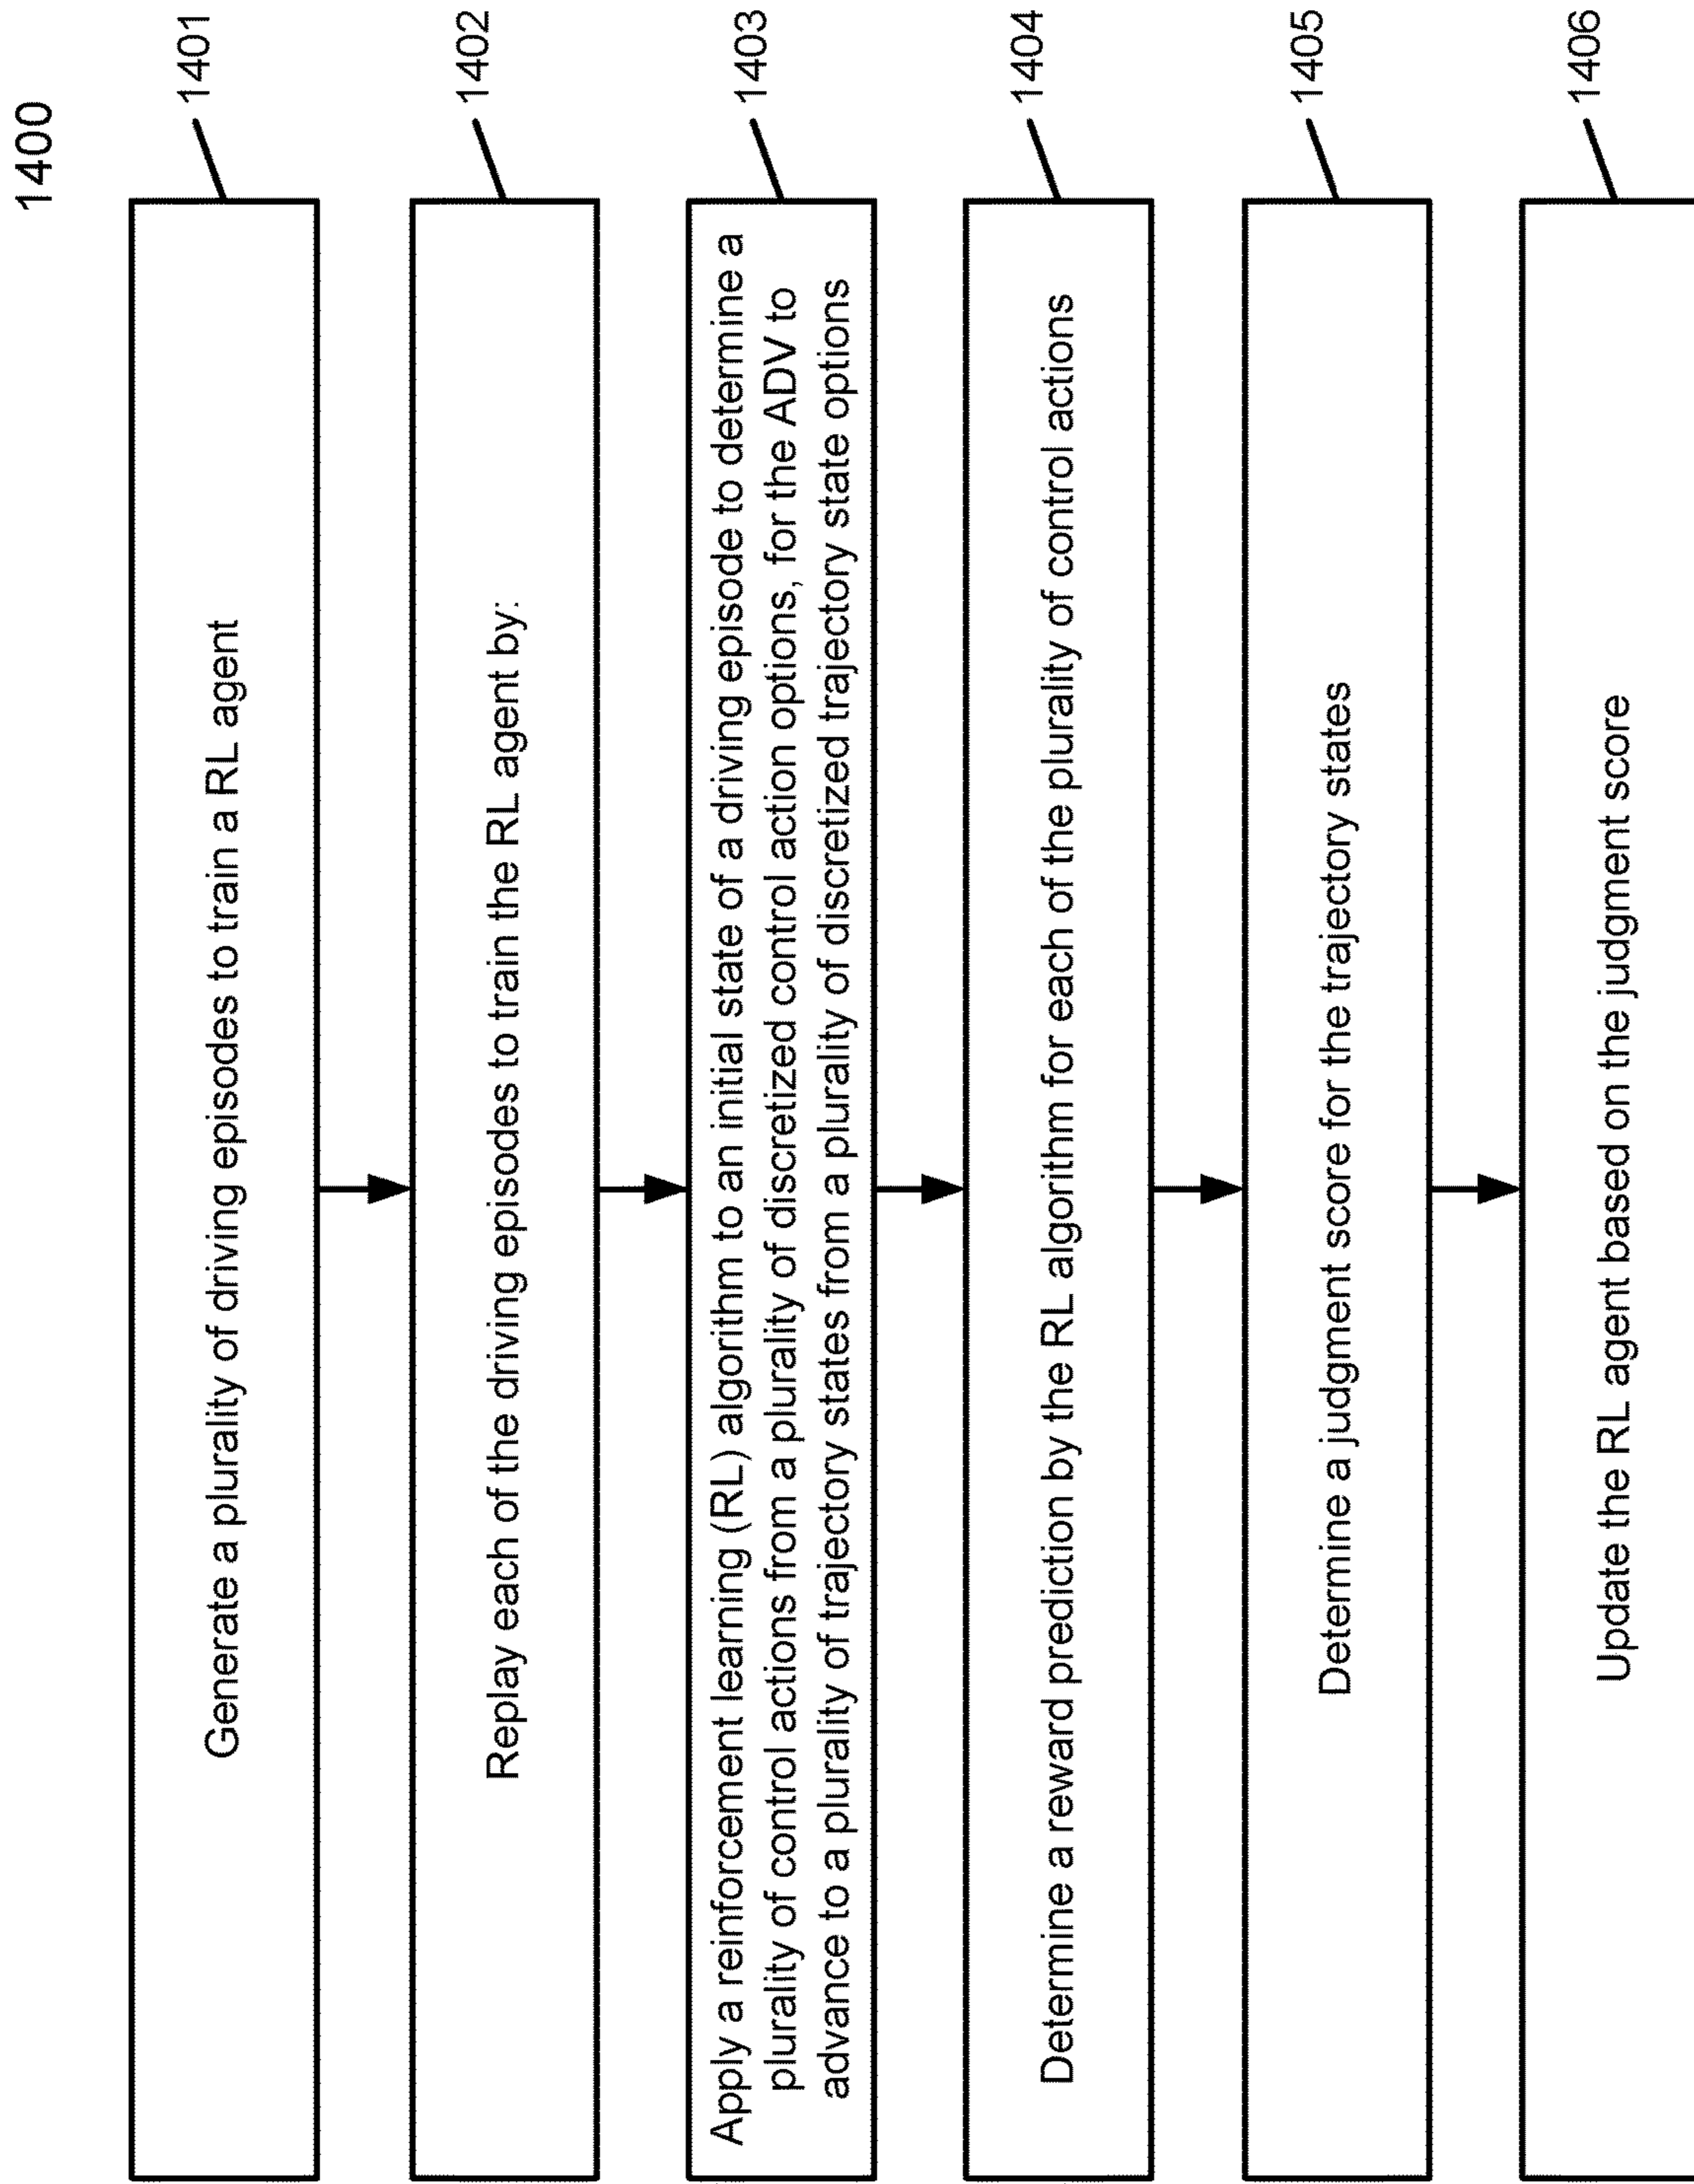 1400
1401
Generate a plurality of driving episodes to train a RL agent
1402
Replay each of the driving episodes to train the RL agent by:
1403
Apply a reinforcement learning (RL) algorithm to an initial state of a driving episode to determine a
plurality of control actions from a plurality of discretized control action options, for the ADV to
advance to a plurality of trajectory states from a plurality of discretized trajectory state options
1404
Determine a reward prediction by the RL algorithm for each of the plurality of control actions
1405
Determine a judgment score for the trajectory states
1406
Update the RL agent based on the judgment score